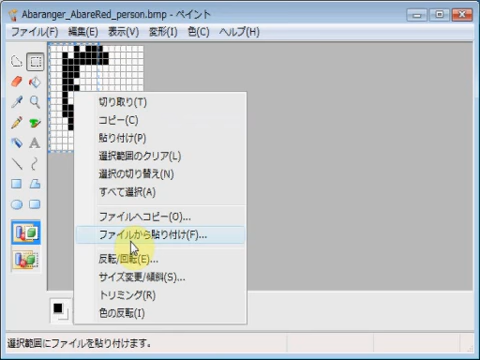 Abaranger_AbareRed_person.bmp - ペイント
ファイル(F) 編集(E) 表示(V) 変形(I) 色(C) ヘルプ(H)
切り取り(T)
コピー(C)
貼り付け(P)
選択範囲のクリア(L)
選択の切り替え(N)
すべて選択(A)
ファイルへコピー(O)...
ファイルから貼り付け(F)...
反転/回転(E)...
サイズ変更/傾斜(S)...
トリミング(R)
色の反転(I)
選択範囲にファイルを貼り付けます。